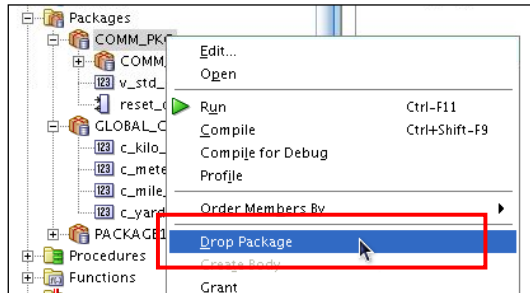 Packages
COMM_PKG
COMM_
v_std_
reset_
GLOBAL_C
c_kilo_
c_mete
c_mile_
c_yard
PACKAGE1
Procedures
Functions
Edit...
Open
Run Ctrl-F11
Compile Ctrl+Shift-F9
Compile for Debug
Profile
Order Members By
Drop Package
Create Body
Grant